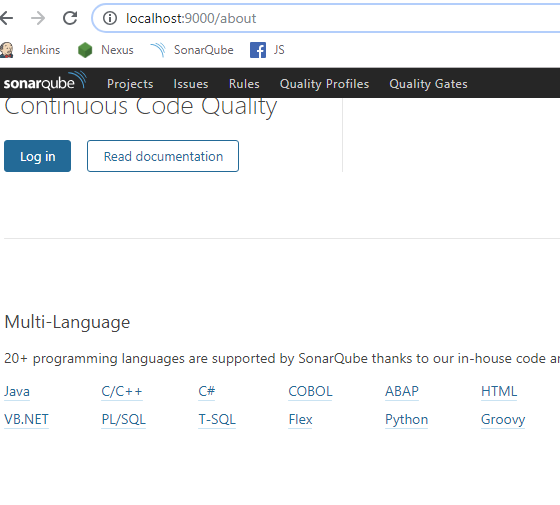 localhost:9000/about
Jenkins Nexus SonarQube JS
sonarqube Projects Issues Rules Quality Profiles Quality Gates
Continuous Code Quality
Log in Read documentation
Multi-Language
20+ programming languages are supported by SonarQube thanks to our in-house code
Java C/C++ C# COBOL ABAP HTML
VB.NET PL/SQL T-SQL Flex Python Groovy